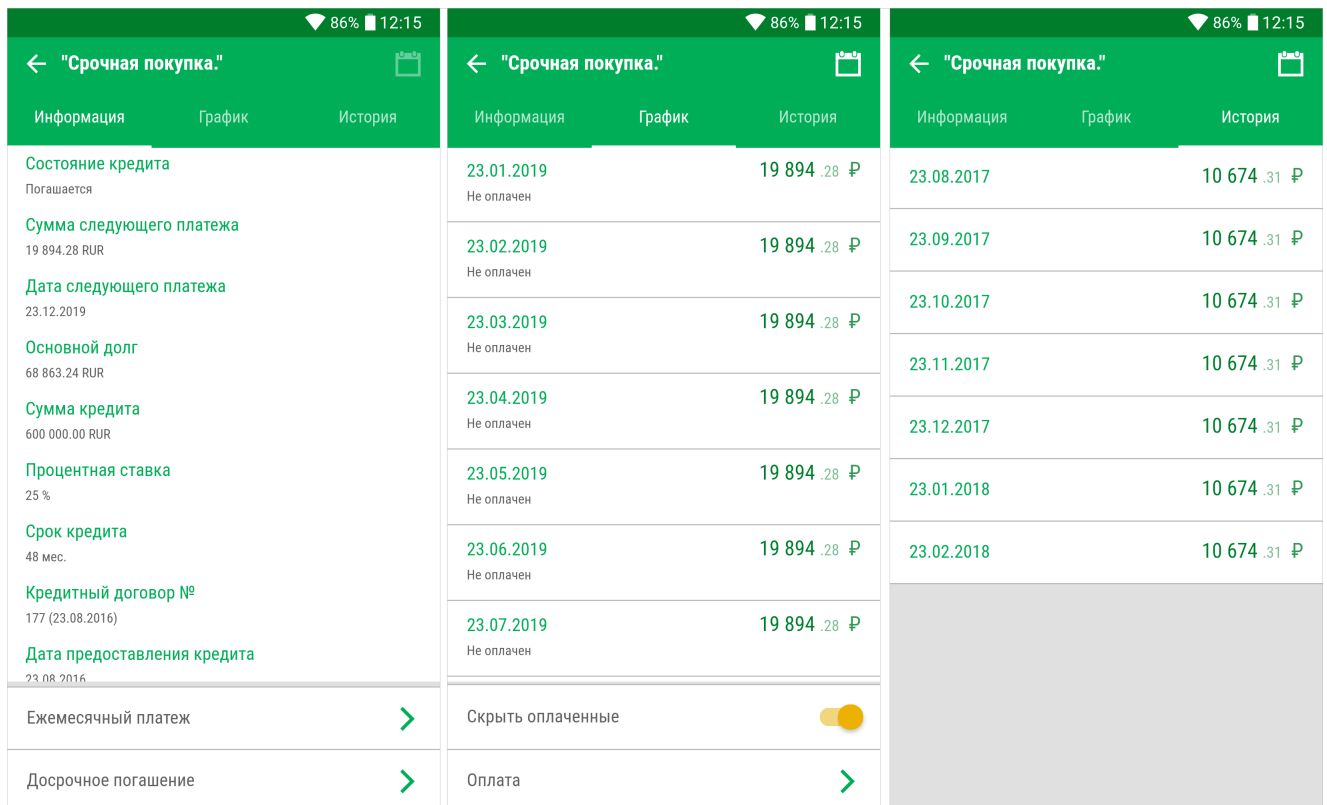 86% 12:15
"Срочная покупка."
Информация График История
Состояние кредита
Погашается
Сумма следующего платежа
19 894.28 RUR
Дата следующего платежа
23.12.2019
Основной долг
68 863.24 RUR
Сумма кредита
600 000.00 RUR
Процентная ставка
25 %
Срок кредита
48 мес.
Кредитный договор №
177 (23.08.2016)
Дата предоставления кредита
23.08.2016
Ежемесячный платеж
Досрочное погашение
86% 12:15
"Срочная покупка."
Информация График История
23.01.2019 19 894 .28 ₽
Не оплачен
23.02.2019 19 894 .28 ₽
Не оплачен
23.03.2019 19 894 .28 ₽
Не оплачен
23.04.2019 19 894 .28 ₽
Не оплачен
23.05.2019 19 894 .28 ₽
Не оплачен
23.06.2019 19 894 .28 ₽
Не оплачен
23.07.2019 19 894 .28 ₽
Не оплачен
Скрыть оплаченные
Оплата
86% 12:15
"Срочная покупка."
Информация График История
23.08.2017 10 674 .31 ₽
23.09.2017 10 674 .31 ₽
23.10.2017 10 674 .31 ₽
23.11.2017 10 674 .31 ₽
23.12.2017 10 674 .31 ₽
23.01.2018 10 674 .31 ₽
23.02.2018 10 674 .31 ₽